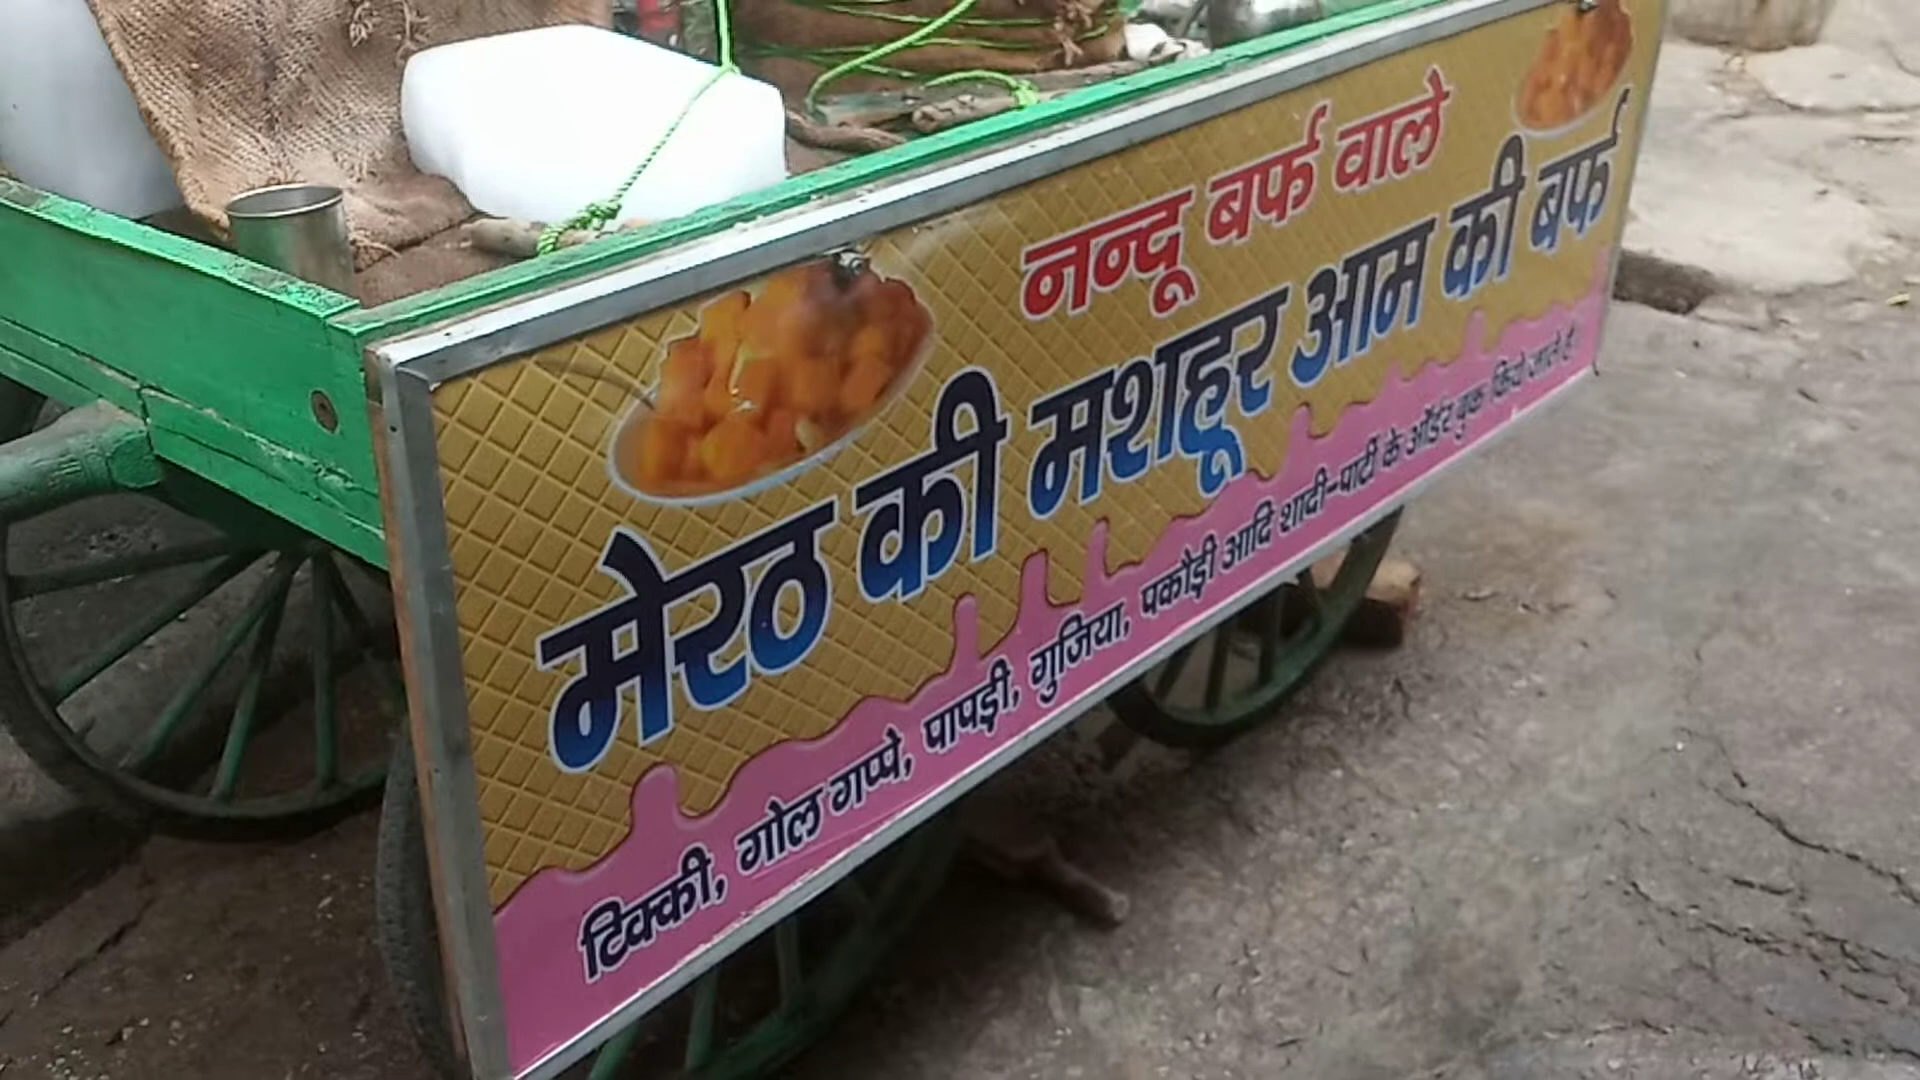 नन्दू बर्फ वाले
मेरठ की मशहूर आम की बर्फ
टिक्की, गोल गप्पे, पापड़ी, गुजिया, पकौड़ी आदि शादी-पार्टी के ऑर्डर बुक किये जाते है।